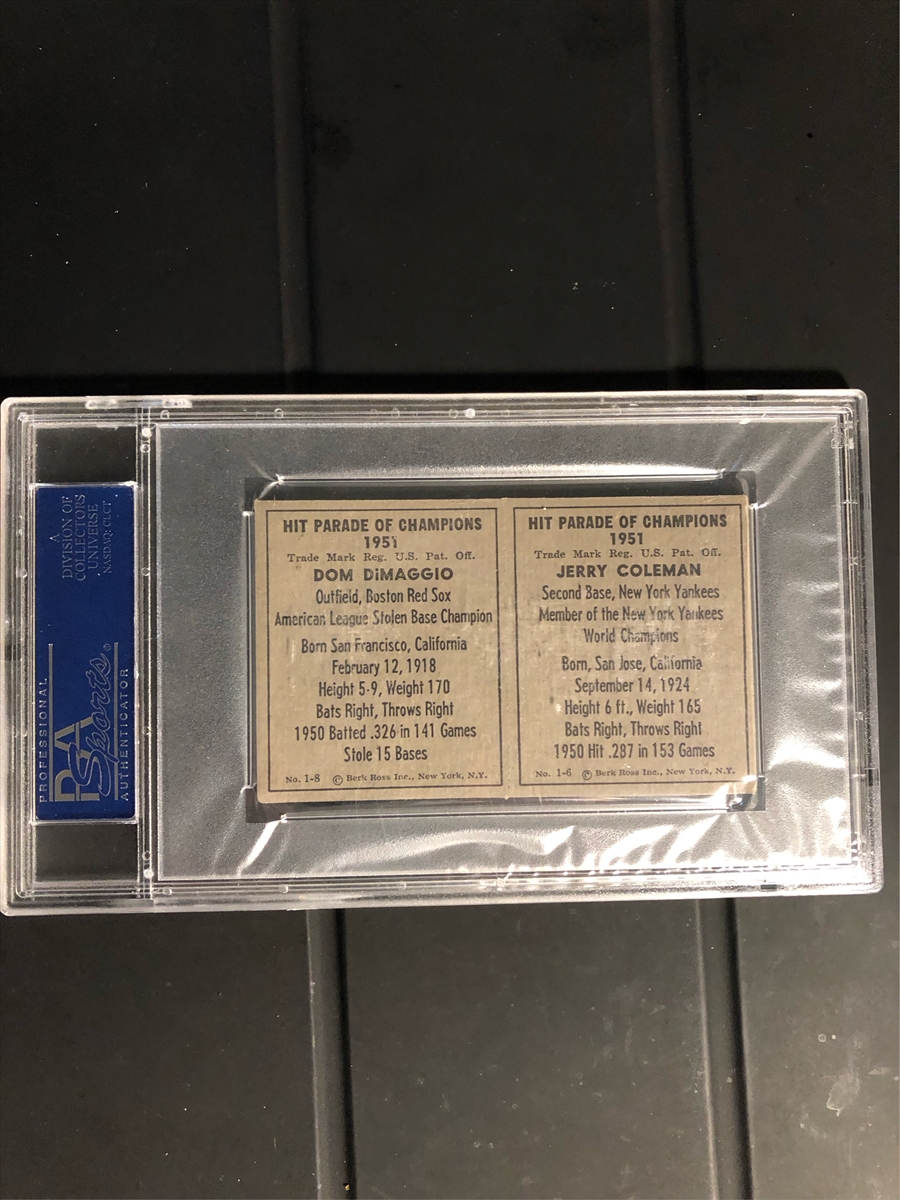 A
DIVISION OF
COLLECTORS
UNIVERSE
NASDAQ: CLCT
PROFESSIONAL
PSA
Sports®
AUTHENTICATOR
HIT PARADE OF CHAMPIONS
1951
Trade Mark Reg. U.S. Pat. Off.
DOM DiMAGGIO
Outfield, Boston Red Sox
American League Stolen Base Champion
Born San Francisco, California
February 12, 1918
Height 5-9, Weight 170
Bats Right, Throws Right
1950 Batted .326 in 141 Games
Stole 15 Bases
No. 1-8 © Berk Ross Inc., New York, N.Y.
HIT PARADE OF CHAMPIONS
1951
Trade Mark Reg. U.S. Pat. Off.
JERRY COLEMAN
Second Base, New York Yankees
Member of the New York Yankees
World Champions
Born, San Jose, California
September 14, 1924
Height 6 ft., Weight 165
Bats Right, Throws Right
1950 Hit .287 in 153 Games
No. 1-6 © Berk Ross Inc., New York, N.Y.